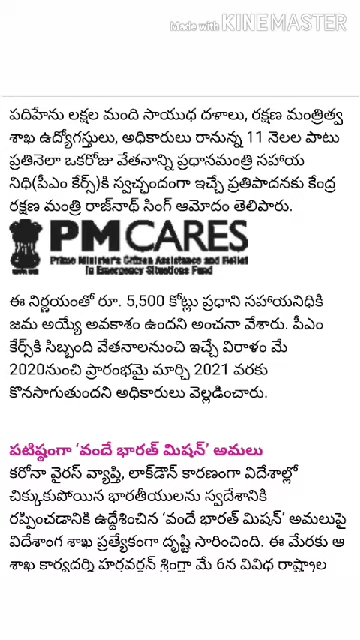 Made with KINEMASTER
పదిహేను లక్షల మంది సాయుధ దళాలు, రక్షణ మంత్రిత్వ
శాఖ ఉద్యోగస్తులు, అధికారులు రానున్న 11 నెలల పాటు
ప్రతినెలా ఒకరోజు వేతనాన్ని ప్రధానమంత్రి సహాయ
నిధి(పీఎం కేర్స్)కి స్వచ్ఛందంగా ఇచ్చే ప్రతిపాదనకు కేంద్ర
రక్షణ మంత్రి రాజ్‌నాథ్ సింగ్ ఆమోదం తెలిపారు.
PM CARES
Prime Minister's Citizen Assistance and Relief
in Emergency Situations Fund
ఈ నిర్ణయంతో రూ. 5,500 కోట్లు ప్రధాని సహాయనిధికి
జమ అయ్యే అవకాశం ఉందని అంచనా వేశారు. పీఎం
కేర్స్‌కి సిబ్బంది వేతనాలనుంచి ఇచ్చే విరాళం మే
2020నుంచి ప్రారంభమై మార్చి 2021 వరకు
కొనసాగుతుందని అధికారులు వెల్లడించారు.
పటిష్ఠంగా ‘వందే భారత్ మిషన్’ అమలు
కరోనా వైరస్ వ్యాప్తి, లాక్‌డౌన్ కారణంగా విదేశాల్లో
చిక్కుకుపోయిన భారతీయులను స్వదేశానికి
రప్పించడానికి ఉద్దేశించిన ‘వందే భారత్ మిషన్’ అమలుపై
విదేశాంగ శాఖ ప్రత్యేకంగా దృష్టి సారించింది. ఈ మేరకు ఆ
శాఖ కార్యదర్శి హర్షవర్ధన్ శ్రింగ్లా మే 6న వివిధ రాష్ట్రాల